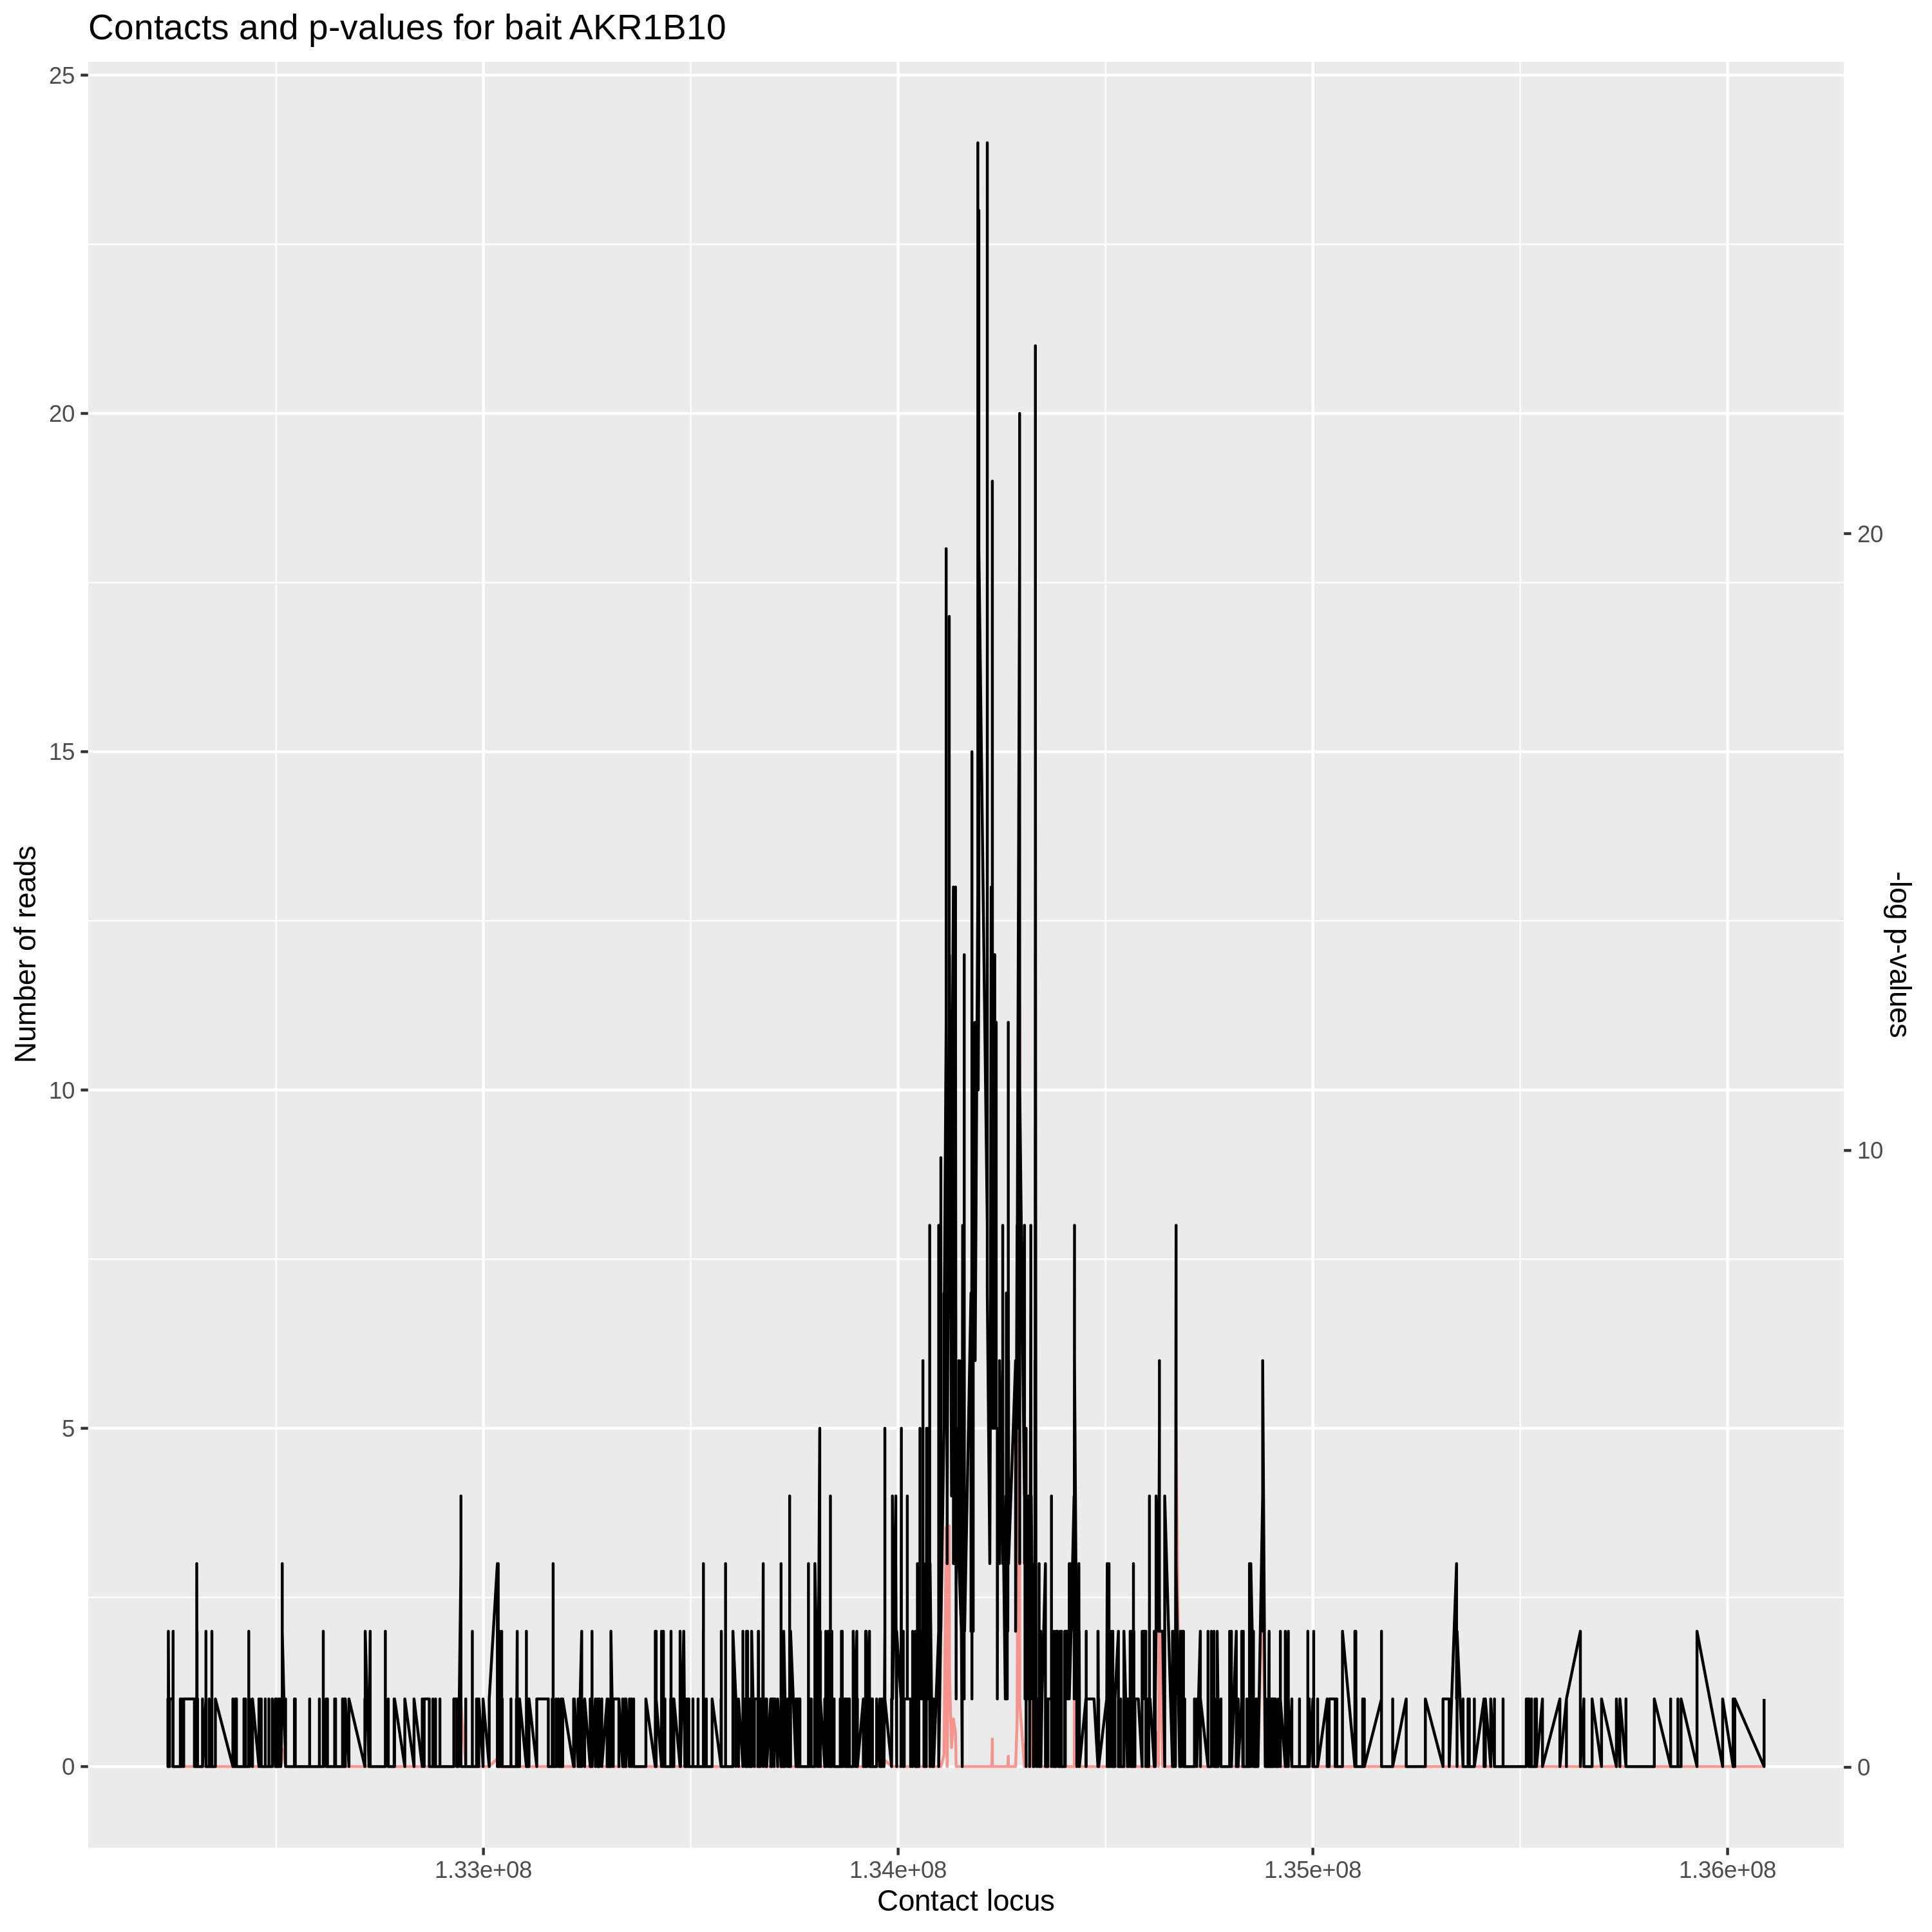 Contacts and p-values for bait AKR1B10
25
20
15
10
5
0
Number of reads
20
10
0
-log p-values
1.33e+08
1.34e+08
1.35e+08
1.36e+08
Contact locus